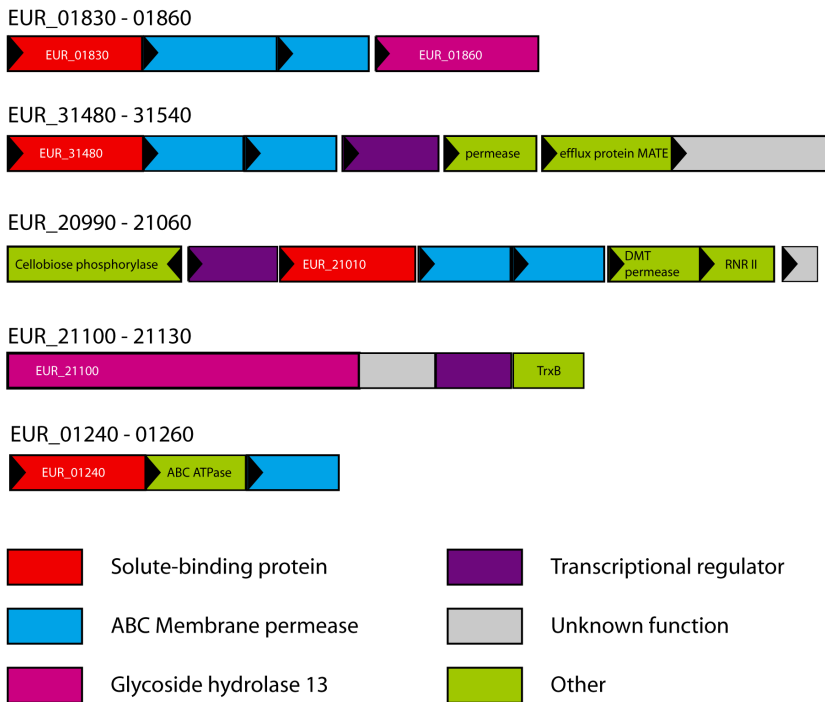 EUR_01830 - 01860
EUR_01830
EUR_01860
EUR_31480 - 31540
EUR_31480
permease
efflux protein MATE
EUR_20990 - 21060
Cellobiose phosphorylase
EUR_21010
DMT
permease
RNR II
EUR_21100 - 21130
EUR_21100
TrxB
EUR_01240 - 01260
EUR_01240
ABC ATPase
Solute-binding protein
Transcriptional regulator
ABC Membrane permease
Unknown function
Glycoside hydrolase 13
Other